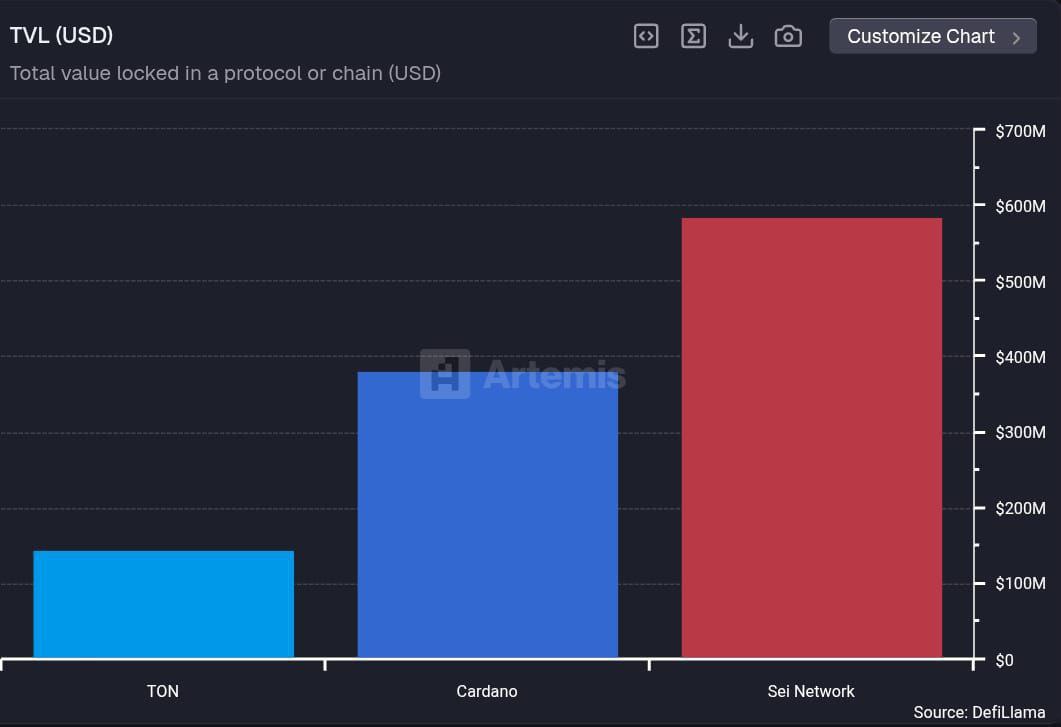 TVL (USD)
Customize Chart
Total value locked in a protocol or chain (USD)
$700M
$600M
$500M
$400M
Artemis
$300M
$200M
$100M
$0
TON Cardano Sei Network
Source: DefiLlama